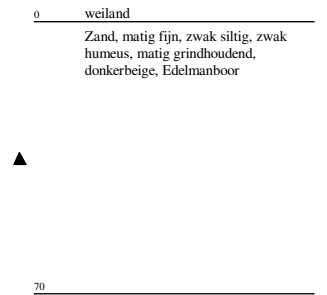 0 weiland
Zand, matig fijn, zwak siltig, zwak
humeus, matig grindhoudend,
donkerbeige, Edelmanboor
70